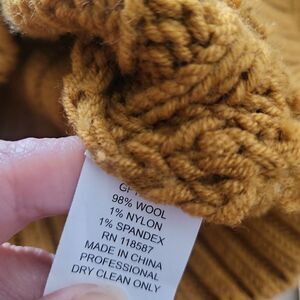 98% WOOL
1% NYLON
1% SPANDEX
RN 118587
MADE IN CHINA
PROFESSIONAL
DRY CLEAN ONLY